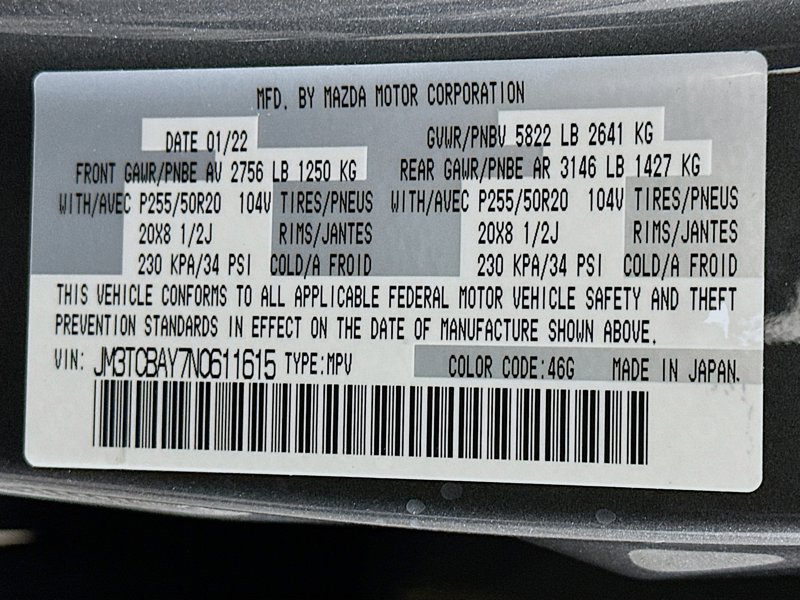 MFD. BY MAZDA MOTOR CORPORATION
DATE 01/22 GVWR/PNBV 5822 LB 2641 KG
FRONT GAWR/PNBE AV 2756 LB 1250 KG REAR GAWR/PNBE AR 3146 LB 1427 KG
WITH/AVEC P255/50R20 104V TIRES/PNEUS WITH/AVEC P255/50R20 104V TIRES/PNEUS
20X8 1/2J RIMS/JANTES 20X8 1/2J RIMS/JANTES
230 KPA/34 PSI COLD/A FROID 230 KPA/34 PSI COLD/A FROID
THIS VEHICLE CONFORMS TO ALL APPLICABLE FEDERAL MOTOR VEHICLE SAFETY AND THEFT
PREVENTION STANDARDS IN EFFECT ON THE DATE OF MANUFACTURE SHOWN ABOVE.
VIN: JM3TCBAY7N0611615 TYPE:MPV COLOR CODE:46G MADE IN JAPAN.